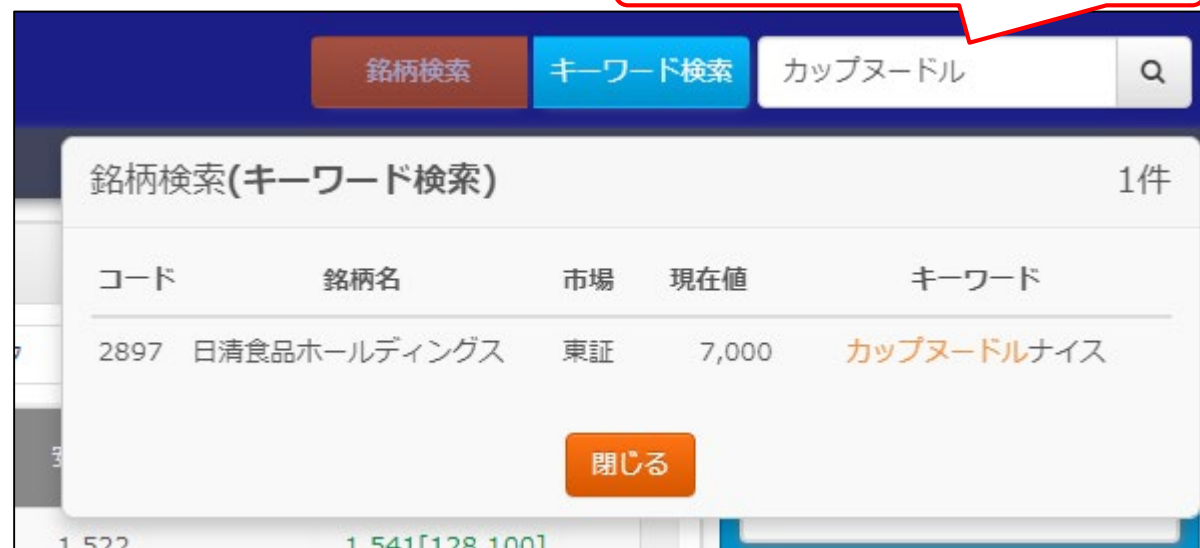 銘柄検索 キーワード検索 カップヌードル
銘柄検索(キーワード検索) 1件
コード 銘柄名 市場 現在値 キーワード
2897 日清食品ホールディングス 東証 7,000 カップヌードルナイス
閉じる
1,522 1,541[128,100]